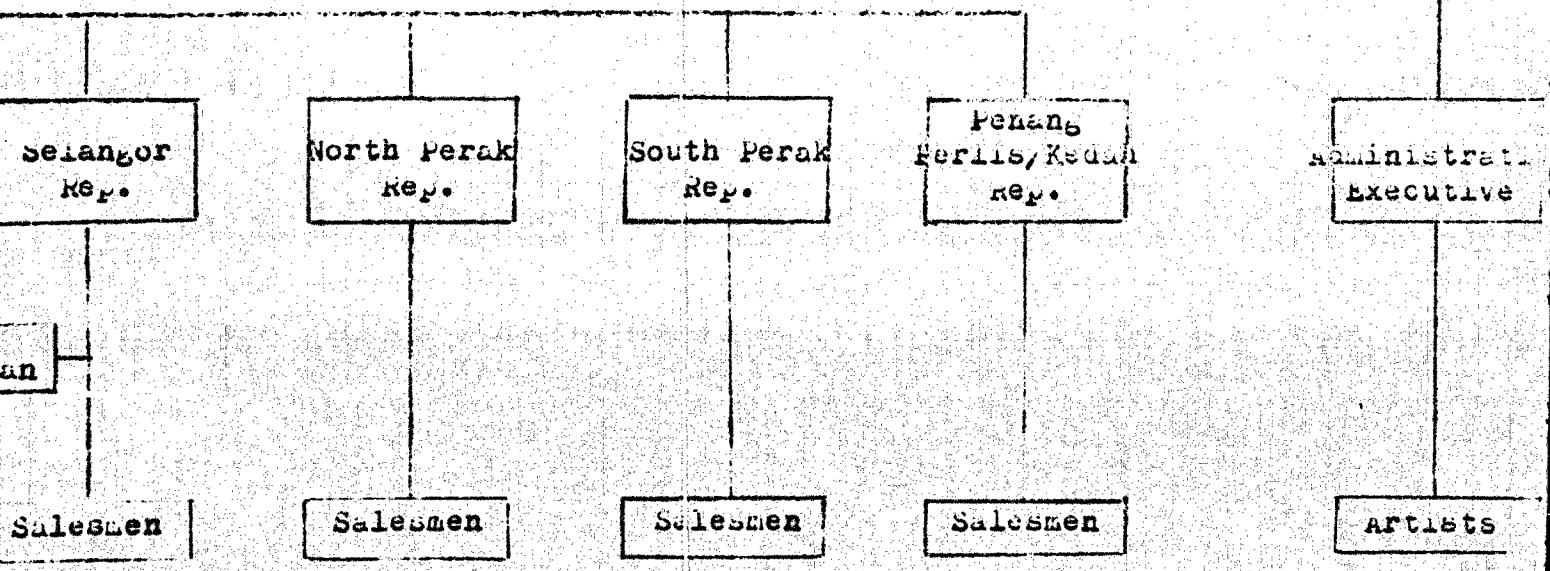 Selangor
Rep.
North Perak
Rep.
South Perak
Rep.
Penang
Perlis/Kedah
Rep.
Administrati
Executive
an
Salesmen
Salesmen
Salesmen
Salesmen
Artists